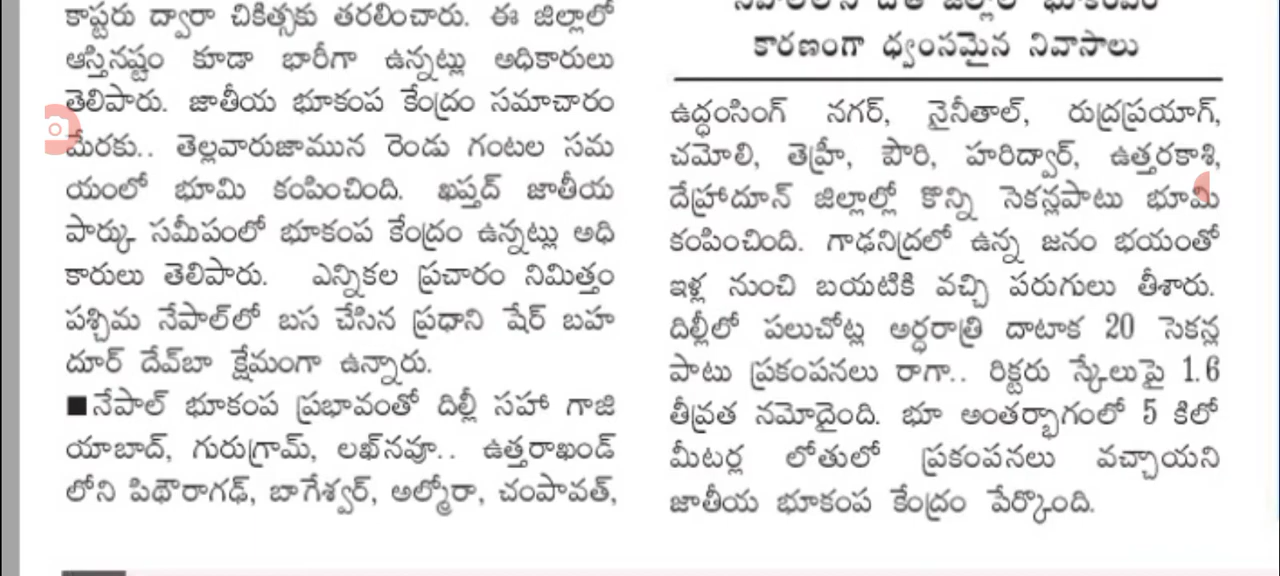 కాప్టరు ద్వారా చికిత్సకు తరలించారు. ఈ జిల్లాలో
ఆస్తినష్టం కూడా భారీగా ఉన్నట్లు అధికారులు
తెలిపారు. జాతీయ భూకంప కేంద్రం సమాచారం
మేరకు.. తెల్లవారుజామున రెండు గంటల సమ
యంలో భూమి కంపించింది. ఖప్తడ్ జాతీయ
పార్కు సమీపంలో భూకంప కేంద్రం ఉన్నట్లు అధి
కారులు తెలిపారు. ఎన్నికల ప్రచారం నిమిత్తం
పశ్చిమ నేపాల్‌లో బస చేసిన ప్రధాని షేర్ బహ
దూర్ దేవ్‌బా క్షేమంగా ఉన్నారు.
■నేపాల్ భూకంప ప్రభావంతో దిల్లీ సహా గాజి
యాబాద్, గురుగ్రామ్, లఖ్‌నవూ.. ఉత్తరాఖండ్
లోని పిథౌరాగఢ్, బాగేశ్వర్, అల్మోరా, చంపావత్,
కారణంగా ధ్వంసమైన నివాసాలు
ఉద్ధంసింగ్ నగర్, నైనీతాల్, రుద్రప్రయాగ్,
చమోలి, తెహ్రీ, పౌరి, హరిద్వార్, ఉత్తరకాశి,
దేహ్రాదూన్ జిల్లాల్లో కొన్ని సెకన్లపాటు భూమి
కంపించింది. గాఢనిద్రలో ఉన్న జనం భయంతో
ఇళ్ల నుంచి బయటికి వచ్చి పరుగులు తీశారు.
దిల్లీలో పలుచోట్ల అర్ధరాత్రి దాటాక 20 సెకన్ల
పాటు ప్రకంపనలు రాగా.. రిక్టరు స్కేలుపై 1.6
తీవ్రత నమోదైంది. భూ అంతర్భాగంలో 5 కిలో
మీటర్ల లోతులో ప్రకంపనలు వచ్చాయని
జాతీయ భూకంప కేంద్రం పేర్కొంది.